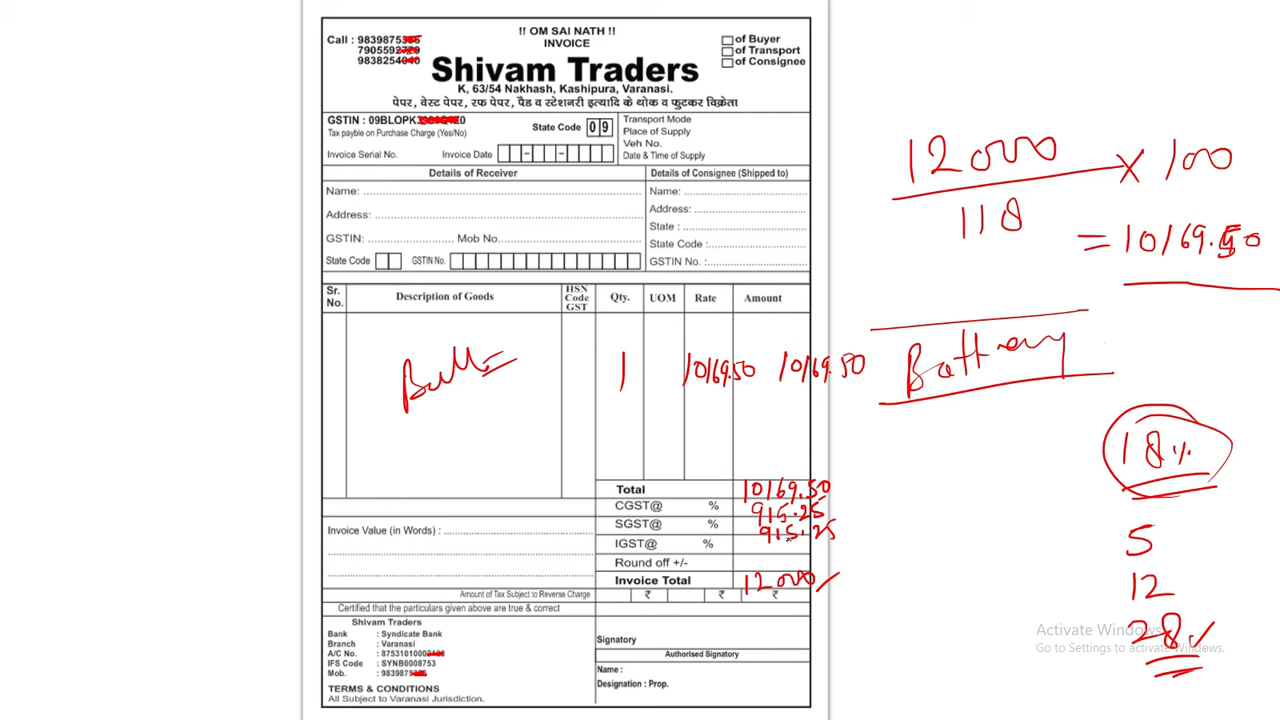 !! OM SAI NATH !!
INVOICE
Call : 9839875
7905592
9838254
of Buyer
of Transport
of Consignee
Shivam Traders
K, 63/54 Nakhash, Kashipura, Varanasi.
पेपर, वेस्ट पेपर, रफ पेपर, पैड व स्टेशनरी इत्यादि के थोक व फुटकर विक्रेता
GSTIN : 09BLOPK
Tax payble on Purchase Charge (Yes/No)
State Code 09
Transport Mode
Place of Supply
Veh No.
Date & Time of Supply
Invoice Serial No. Invoice Date
Details of Receiver
Details of Consignee (Shipped to)
Name:
Address:
GSTIN: Mob No.
State Code GSTIN No.
Name:
Address:
State :
State Code :
GSTIN No. :
Sr. No. Description of Goods HSN Code GST Qty. UOM Rate Amount
1 10169.50 10169.50
Total 10169.50
CGST@ % 915.25
SGST@ % 915.25
IGST@ %
Round off +/-
Invoice Total 12000/
Invoice Value (in Words) :
Amount of Tax Subject to Reverse Charge ₹ ₹ ₹
Certified that the particulars given above are true & correct
Shivam Traders
Bank : Syndicate Bank
Branch : Varanasi
A/C No. : 8753101000
IFS Code : SYNB0008753
Mob. : 9839875
TERMS & CONDITIONS
All Subject to Varanasi Jurisdiction.
Signatory
Authorised Signatory
Name :
Designation : Prop.
12000
118
x 100
= 10169.50
Battery
18%
5
12
28
Activate Windows
Go to Settings to activate Windows.